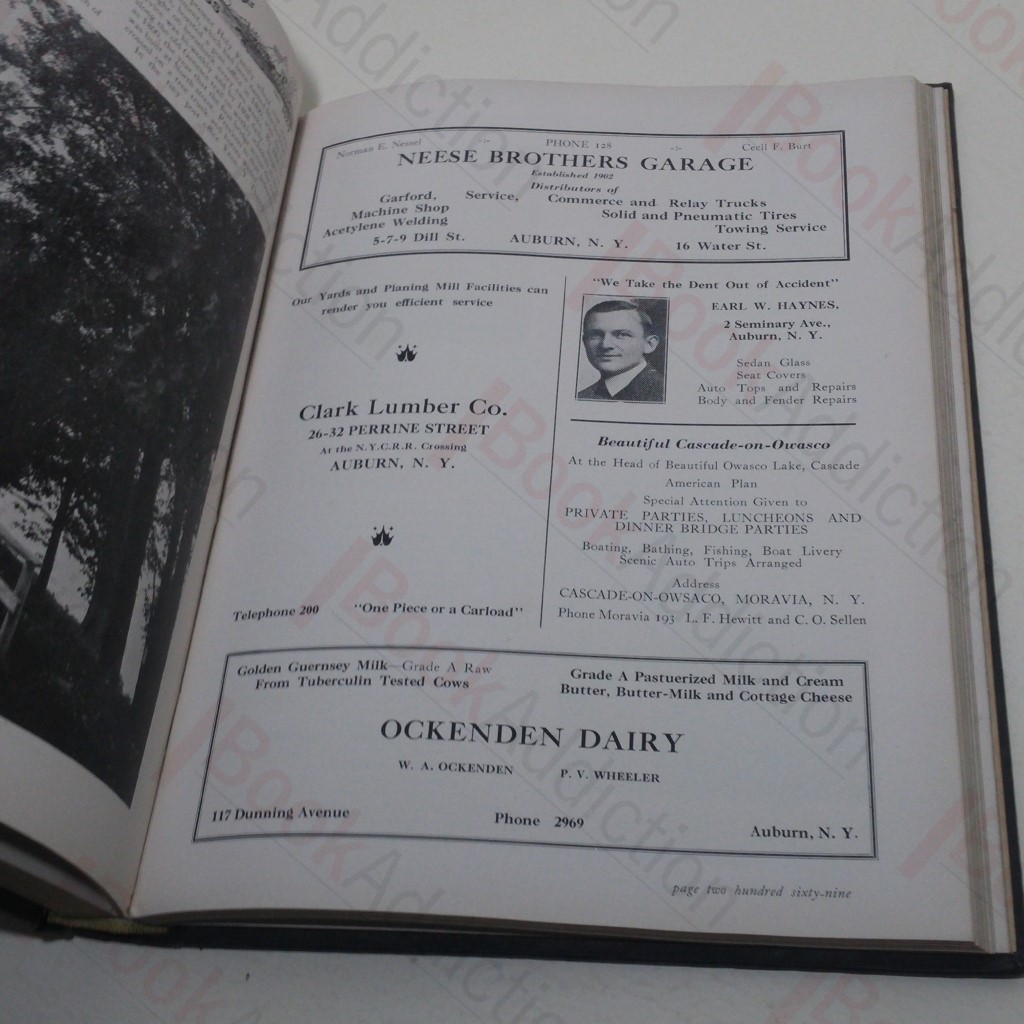 Norman E. Nessel -:- PHONE 128 -:- Cecil F. Burt
NEESE BROTHERS GARAGE
Established 1902
Distributors of
Garford, Service, Commerce and Relay Trucks
Machine Shop Solid and Pneumatic Tires
Acetylene Welding Towing Service
5-7-9 Dill St. AUBURN, N. Y. 16 Water St.
Our Yards and Planing Mill Facilities can
render you efficient service
Clark Lumber Co.
26-32 PERRINE STREET
At the N.Y.C.R.R. Crossing
AUBURN, N. Y.
Telephone 200 "One Piece or a Carload"
"We Take the Dent Out of Accident"
EARL W. HAYNES,
2 Seminary Ave.,
Auburn, N. Y.
Sedan Glass
Seat Covers
Auto Tops and Repairs
Body and Fender Repairs
Beautiful Cascade-on-Owasco
At the Head of Beautiful Owasco Lake, Cascade
American Plan
Special Attention Given to
PRIVATE PARTIES, LUNCHEONS AND
DINNER BRIDGE PARTIES
Boating, Bathing, Fishing, Boat Livery
Scenic Auto Trips Arranged
Address
CASCADE-ON-OWSACO, MORAVIA, N. Y.
Phone Moravia 193 L. F. Hewitt and C. O. Sellen
Golden Guernsey Milk—Grade A Raw
From Tuberculin Tested Cows
Grade A Pastuerized Milk and Cream
Butter, Butter-Milk and Cottage Cheese
OCKENDEN DAIRY
W. A. OCKENDEN P. V. WHEELER
117 Dunning Avenue Phone 2969 Auburn, N. Y.
page two hundred sixty-nine
iBookAddiction